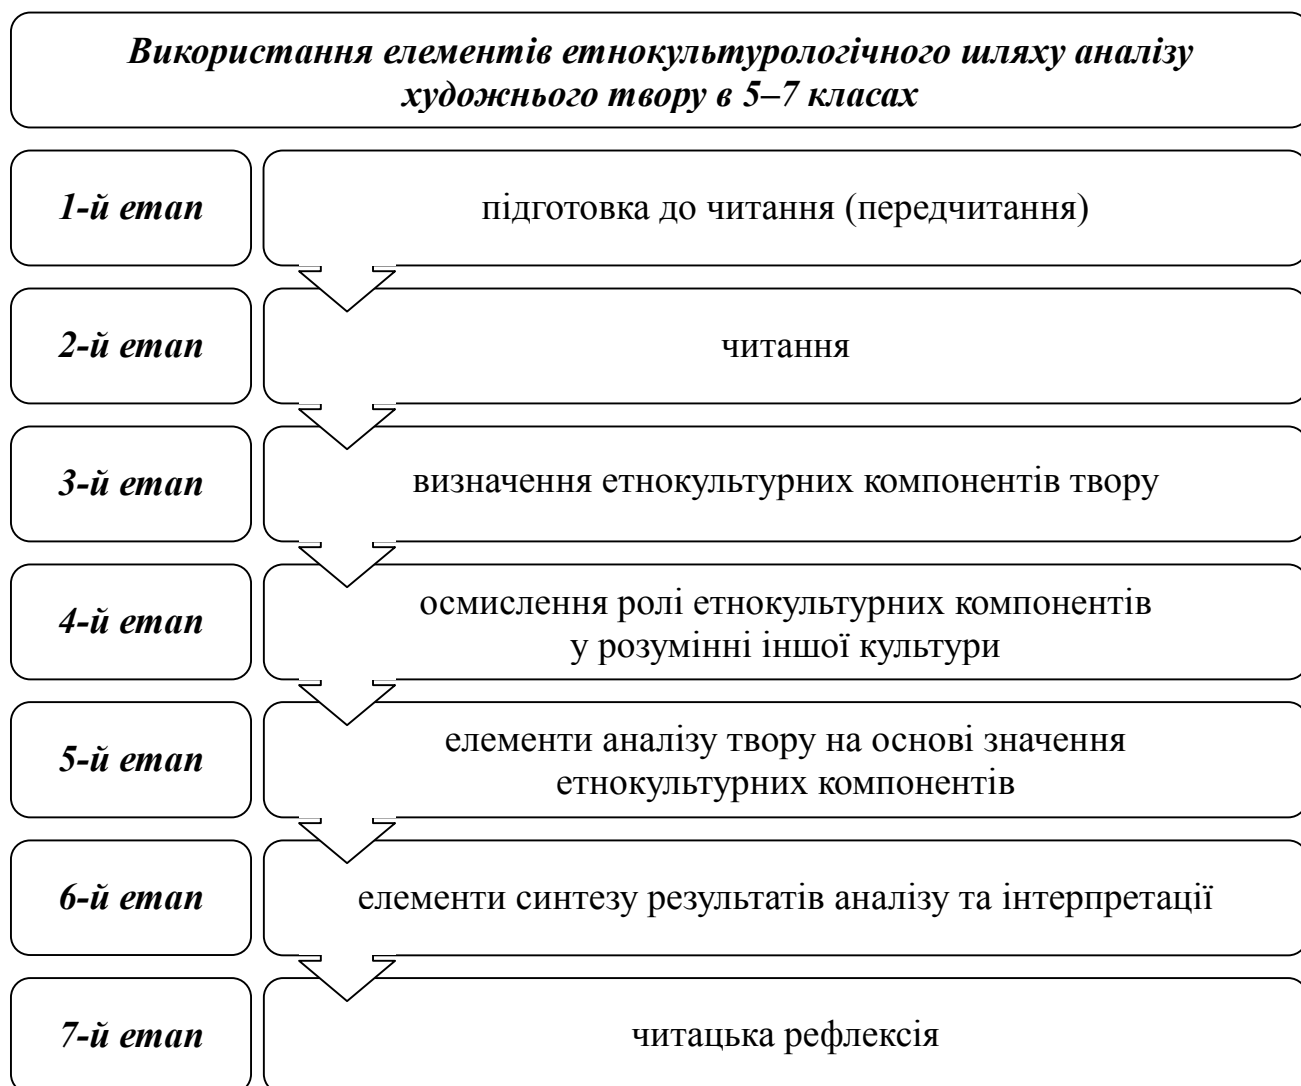 Використання елементів етнокультурологічного шляху аналізу
художнього твору в 5–7 класах
1-й етап
підготовка до читання (передчитання)
2-й етап
читання
3-й етап
визначення етнокультурних компонентів твору
4-й етап
осмислення ролі етнокультурних компонентів
у розумінні іншої культури
5-й етап
елементи аналізу твору на основі значення
етнокультурних компонентів
6-й етап
елементи синтезу результатів аналізу та інтерпретації
7-й етап
читацька рефлексія